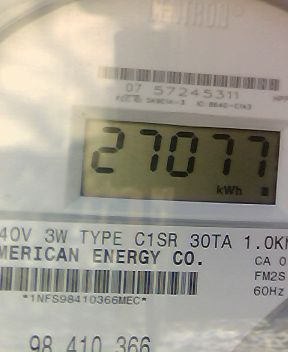 07 57245311
27077
kWh
40V 3W TYPE C1SR 30TA 1.0K
MERICAN ENERGY CO.
CA 0
FM2S
60Hz
*1NFS98410366MEC*
98 410 366